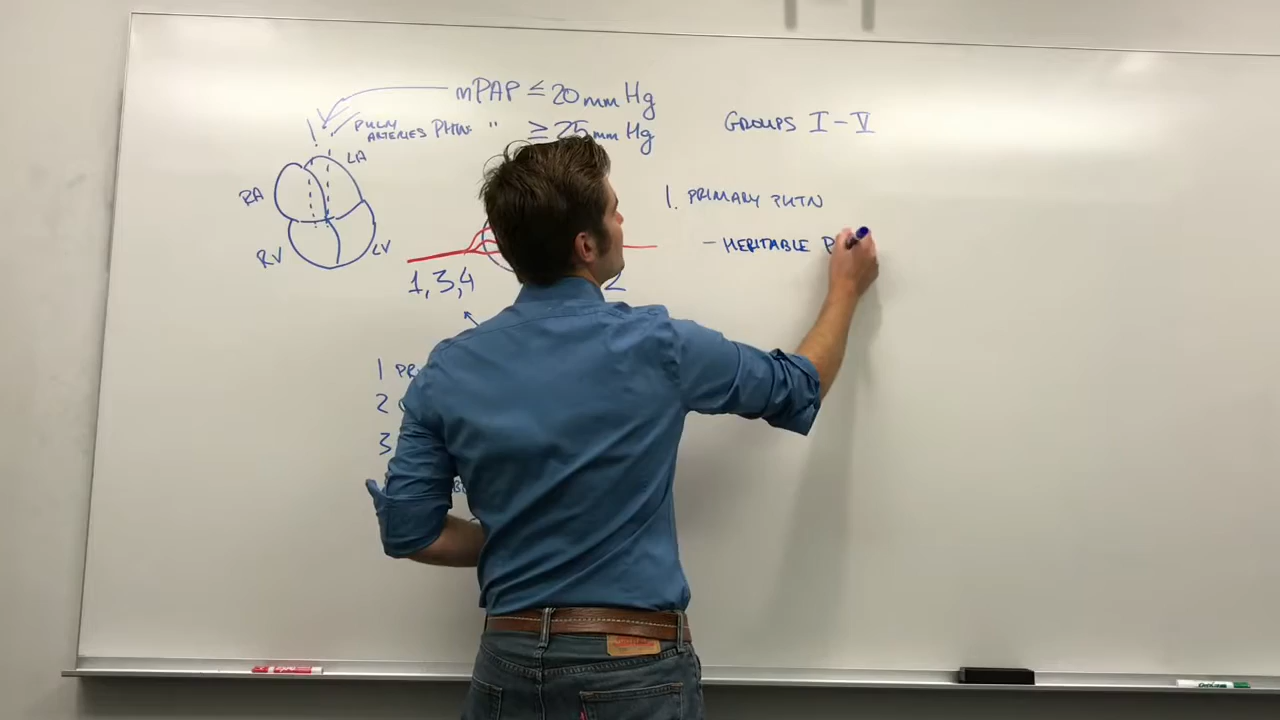 mPAP ≤ 20 mm Hg
PULM ARTERIES
PHTN " ≥ 25 mm Hg
LA
RA
RV
LV
1, 3, 4
2
1
2
3
GROUPS I - V
1. PRIMARY PHTN
- HERITABLE P